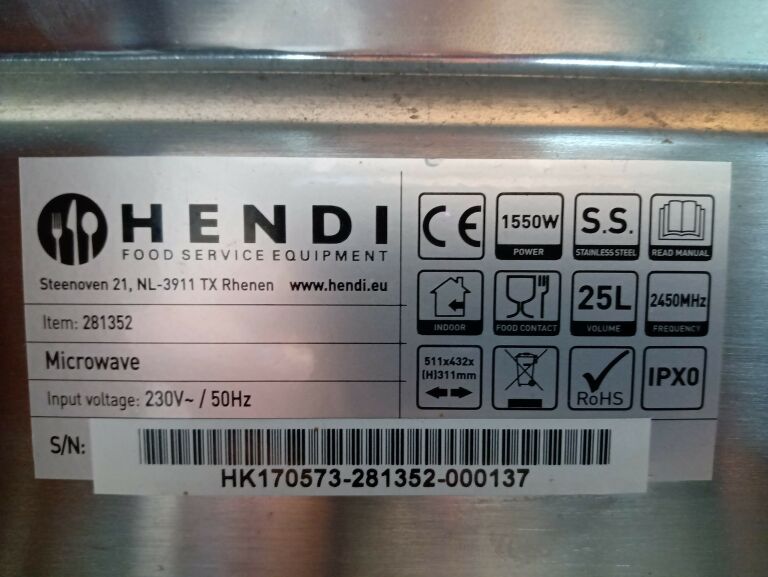 HENDI
FOOD SERVICE EQUIPMENT
Steenoven 21, NL-3911 TX Rhenen www.hendi.eu
Item: 281352
Microwave
Input voltage: 230V~ / 50Hz
CE
1550W
POWER
S.S.
STAINLESS STEEL
READ MANUAL
INDOOR
FOOD CONTACT
25L
VOLUME
2450MHz
FREQUENCY
511x432x
(H)311mm
RoHS
IPX0
S/N:
HK170573-281352-000137